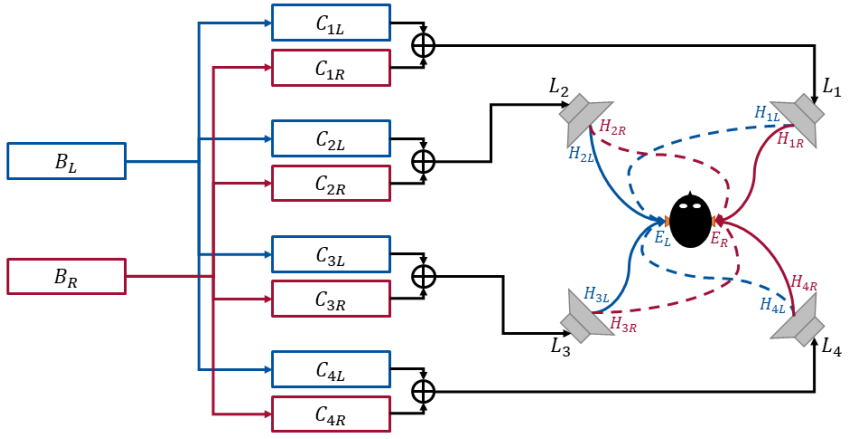 C1L
C1R
L2
L1
H1L
H2R
H1R
C2L
H2L
BL
C2R
EL
ER
C3L
BR
H4R
C3R
H3L
H4L
H3R
L3
L4
C4L
C4R